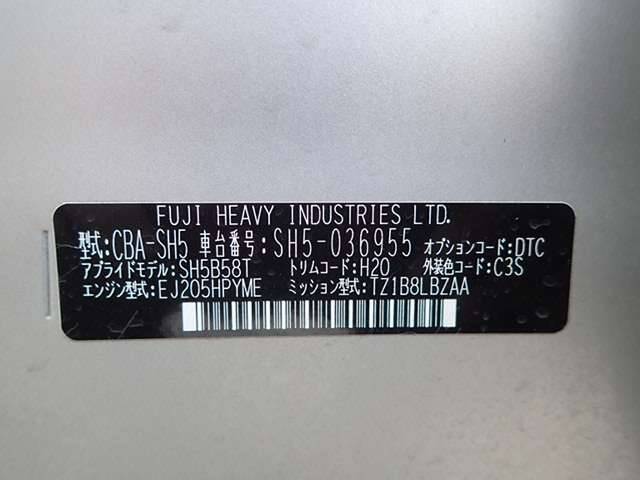 FUJI HEAVY INDUSTRIES LTD.
型式:CBA-SH5 車台番号:SH5-036955 オプションコード:DTC
アプライドモデル:SH5B58T トリムコード:H20 外装色コード:C3S
エンジン型式:EJ205HPYME ミッション型式:TZ1B8LBZAA